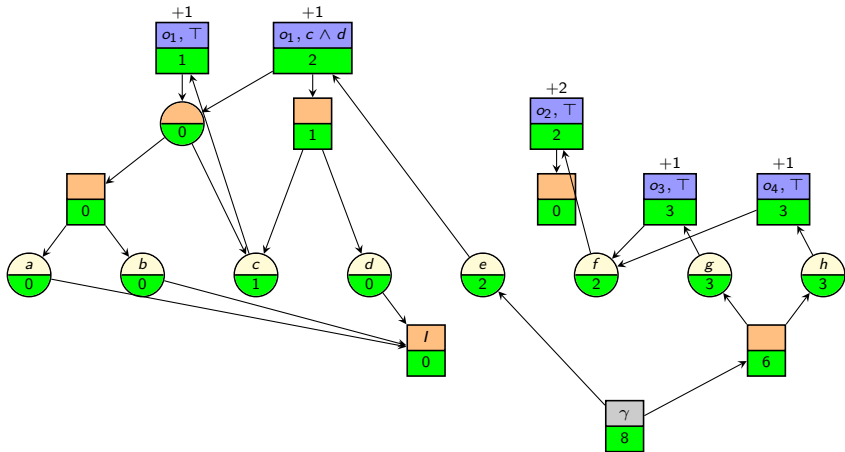 +1 +1
o₁, ⊤ o₁, c ∧ d
1 2
+2
o₂, ⊤
0 1 2
+1 +1
o₃, ⊤ o₄, ⊤
0 0 3 3
a b c d e f g h
0 0 1 0 2 2 3 3
I
0 6
γ
8